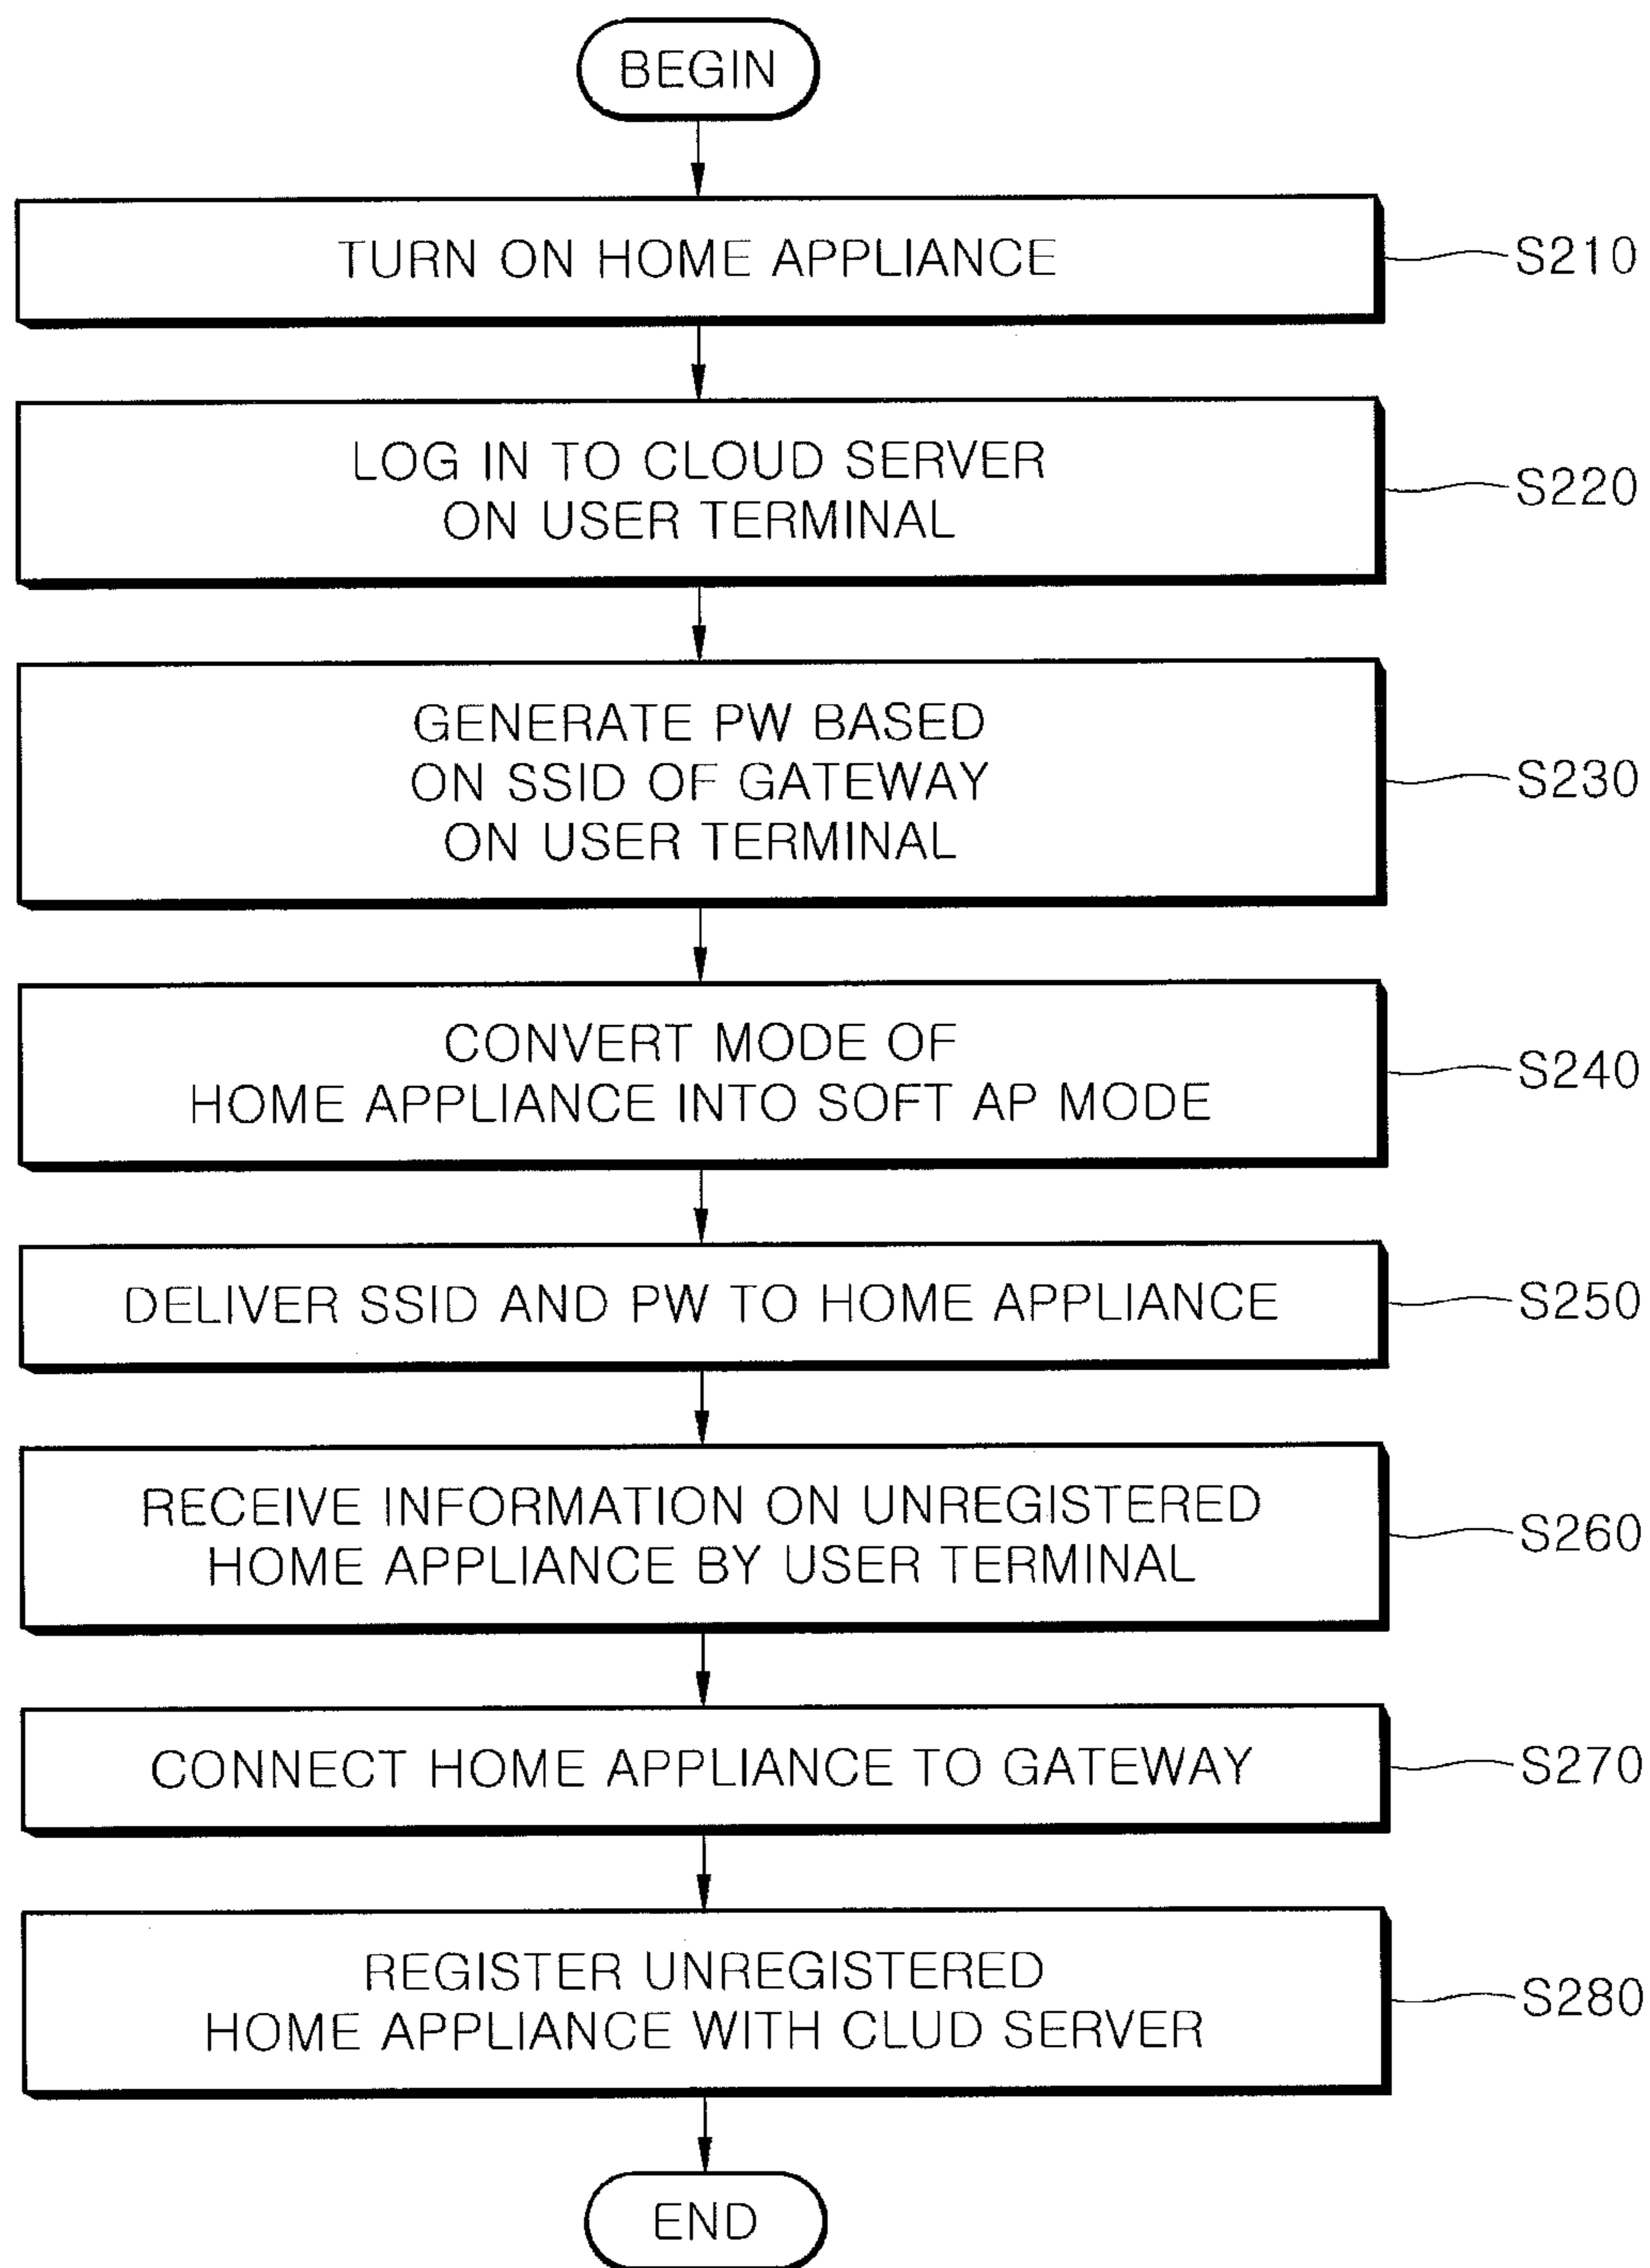 BEGIN
TURN ON HOME APPLIANCE
S210
LOG IN TO CLOUD SERVER
ON USER TERMINAL
S220
GENERATE PW BASED
ON SSID OF GATEWAY
ON USER TERMINAL
S230
CONVERT MODE OF
HOME APPLIANCE INTO SOFT AP MODE
S240
DELIVER SSID AND PW TO HOME APPLIANCE
S250
RECEIVE INFORMATION ON UNREGISTERED
HOME APPLIANCE BY USER TERMINAL
S260
CONNECT HOME APPLIANCE TO GATEWAY
S270
REGISTER UNREGISTERED
HOME APPLIANCE WITH CLUD SERVER
S280
END